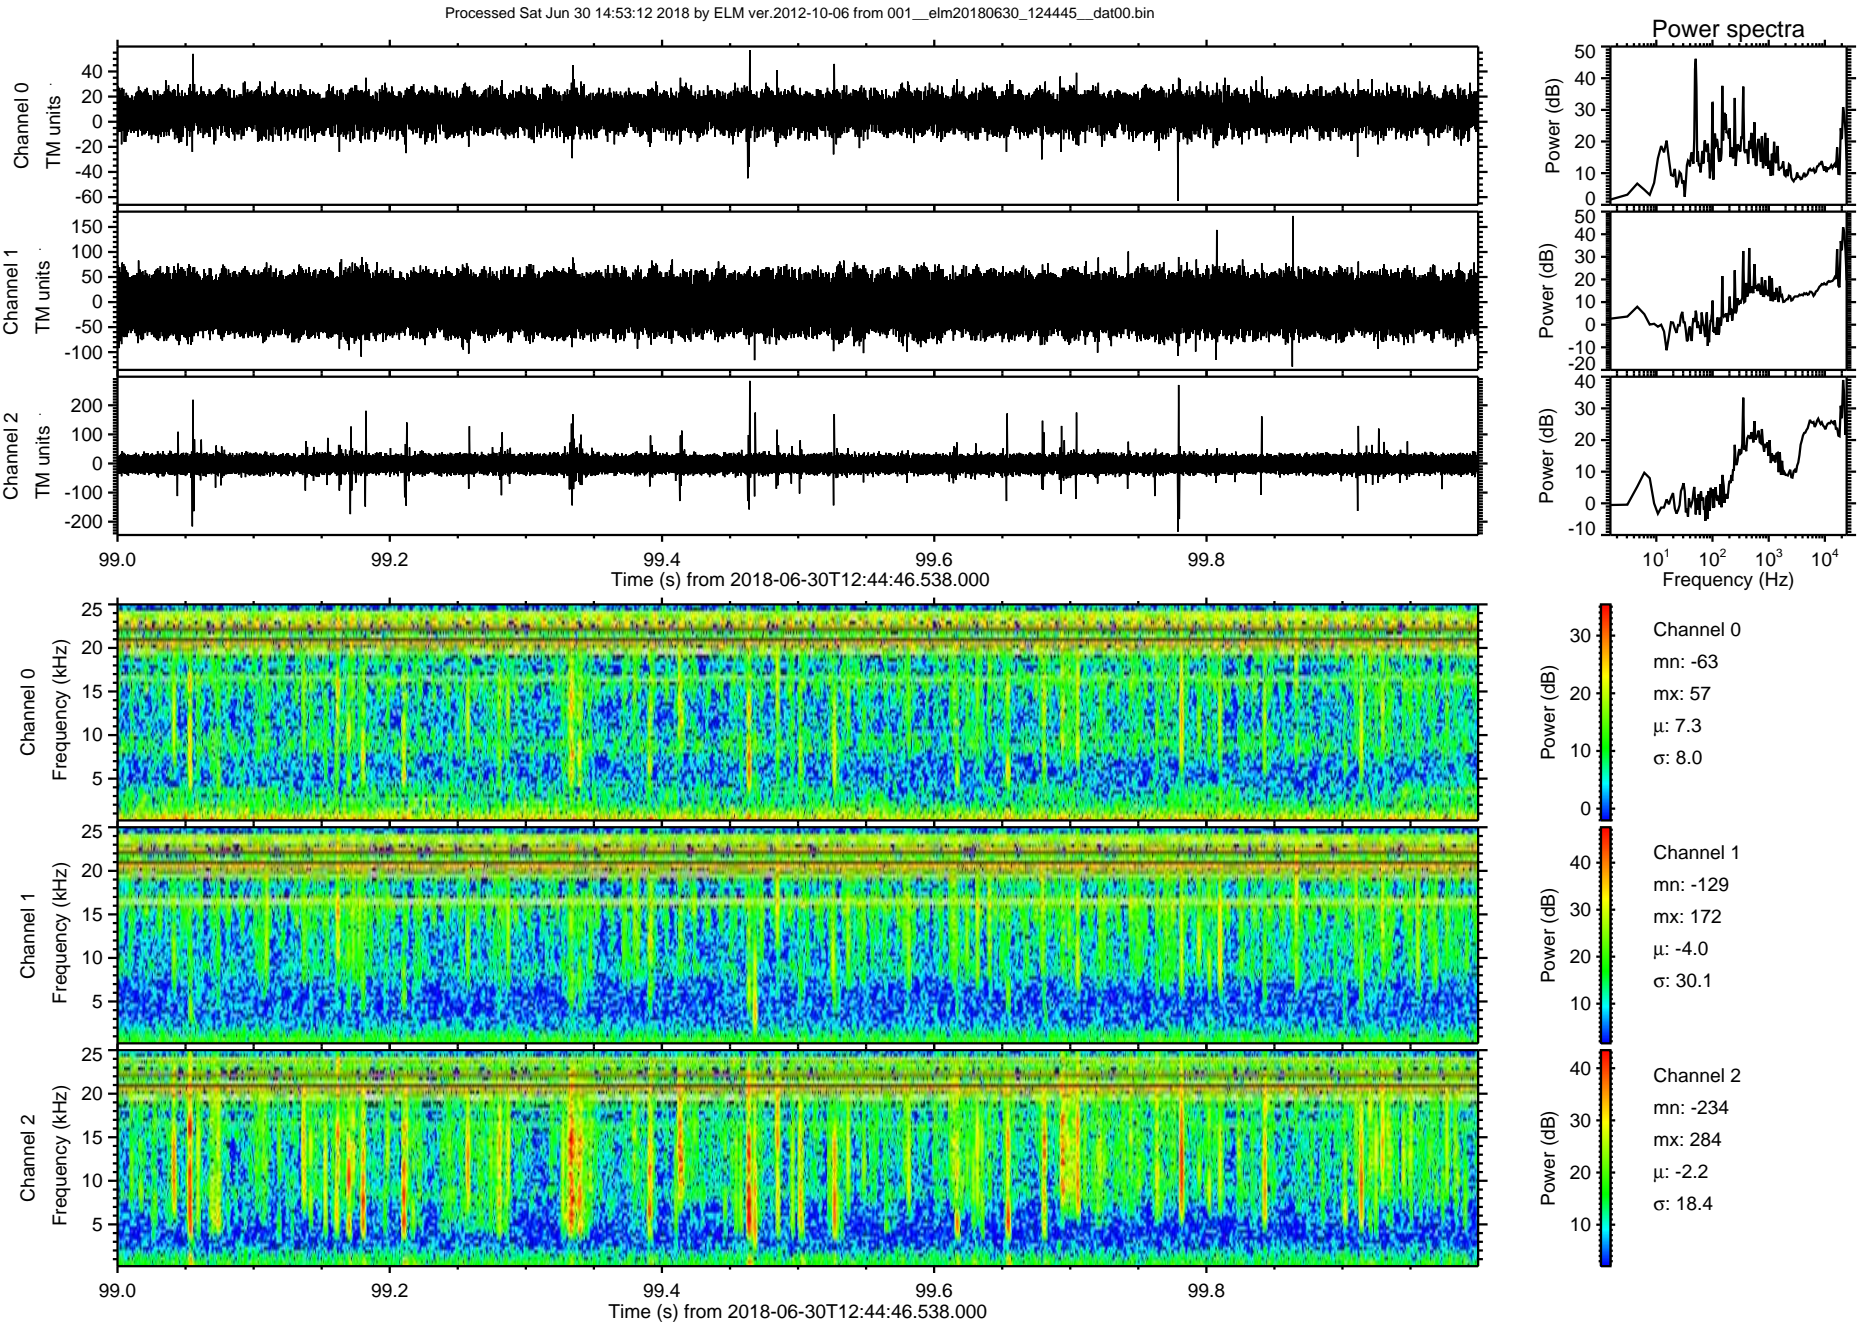 Processed Sat Jun 30 14:53:12 2018 by ELM ver.2012-10-06 from 001__elm20180630_124445__dat00.bin
Power spectra
Channel 0
TM units
40
20
0
-20
-40
-60
Power (dB)
50
40
30
20
10
0
Channel 1
TM units
150
100
50
0
-50
-100
Power (dB)
50
40
30
20
10
0
-10
-20
Channel 2
TM units
200
100
0
-100
-200
Power (dB)
40
30
20
10
0
-10
99.0 99.2 99.4 99.6 99.8
Time (s) from 2018-06-30T12:44:46.538.000
10^1 10^2 10^3 10^4
Frequency (Hz)
Channel 0
Frequency (kHz)
25
20
15
10
5
Power (dB)
30
20
10
0
Channel 0
mn: -63
mx: 57
μ: 7.3
σ: 8.0
Channel 1
Frequency (kHz)
25
20
15
10
5
Power (dB)
40
30
20
10
Channel 1
mn: -129
mx: 172
μ: -4.0
σ: 30.1
Channel 2
Frequency (kHz)
25
20
15
10
5
Power (dB)
40
30
20
10
Channel 2
mn: -234
mx: 284
μ: -2.2
σ: 18.4
99.0 99.2 99.4 99.6 99.8
Time (s) from 2018-06-30T12:44:46.538.000